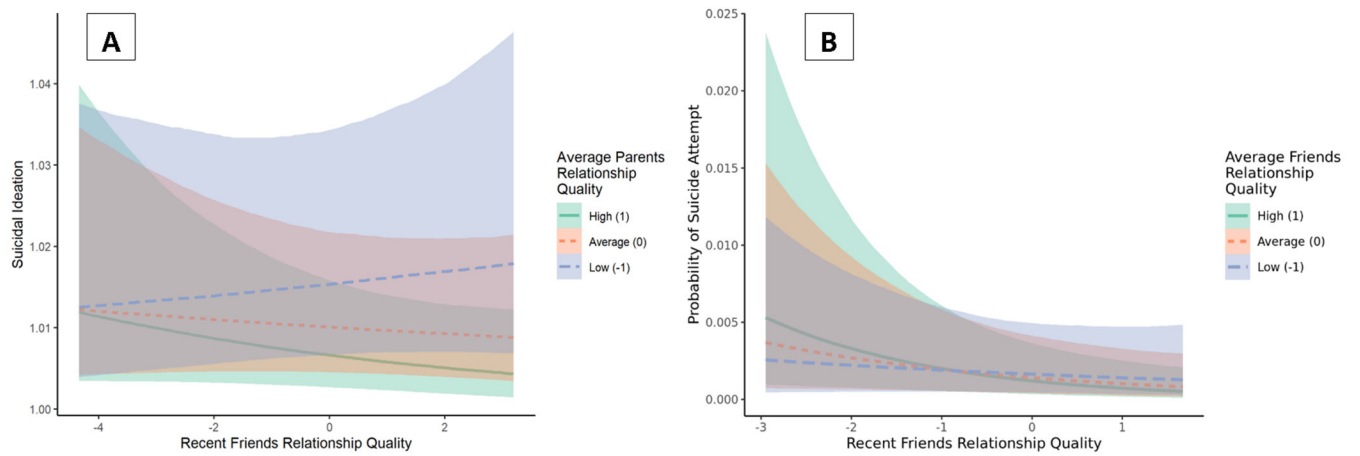 A
Suicidal Ideation
1.04
1.03
1.02
1.01
1.00
-4
-2
0
2
Recent Friends Relationship Quality
Average Parents
Relationship
Quality
High (1)
Average (0)
Low (-1)
B
Probability of Suicide Attempt
0.025
0.020
0.015
0.010
0.005
0.000
-3
-2
-1
0
1
Recent Friends Relationship Quality
Average Friends
Relationship
Quality
High (1)
Average (0)
Low (-1)